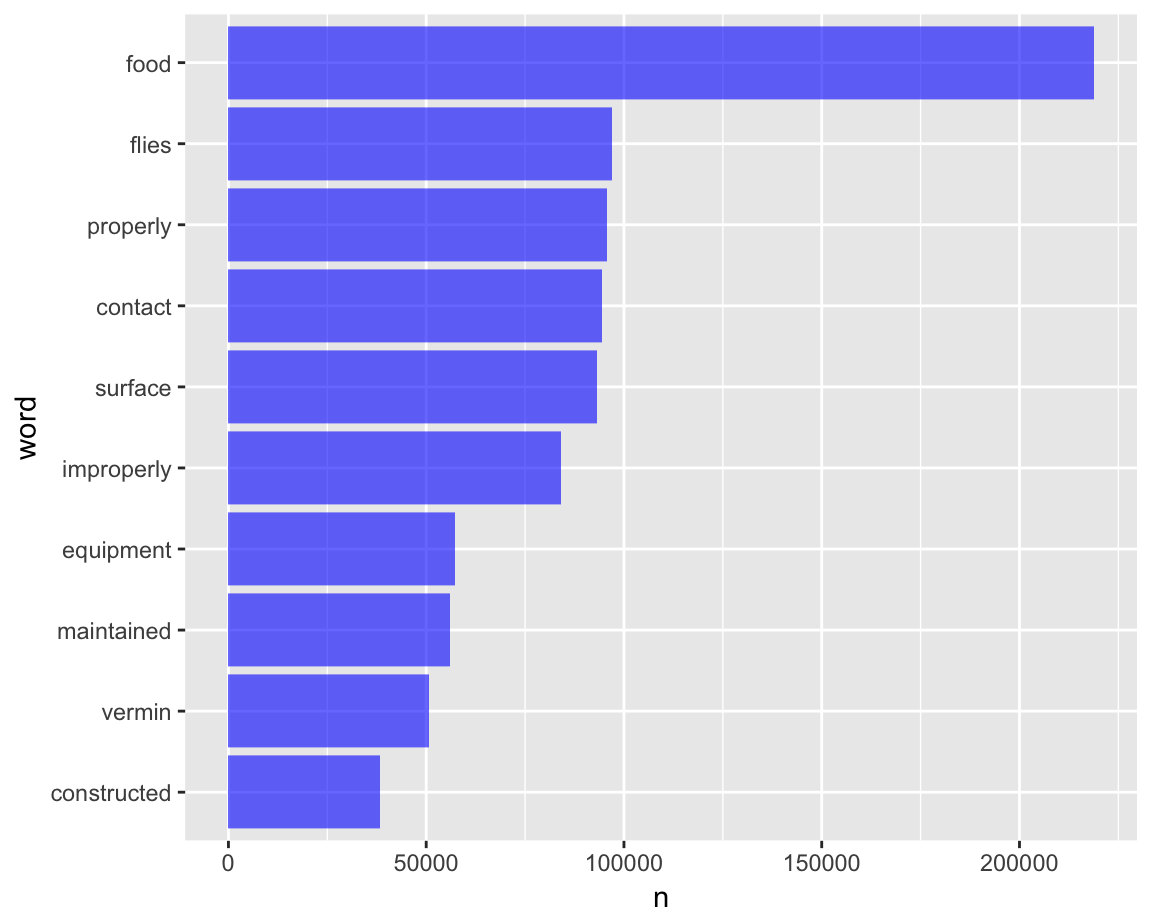 food
flies
properly
contact
surface
improperly
equipment
maintained
vermin
constructed
word
0 50000 100000 150000 200000
n